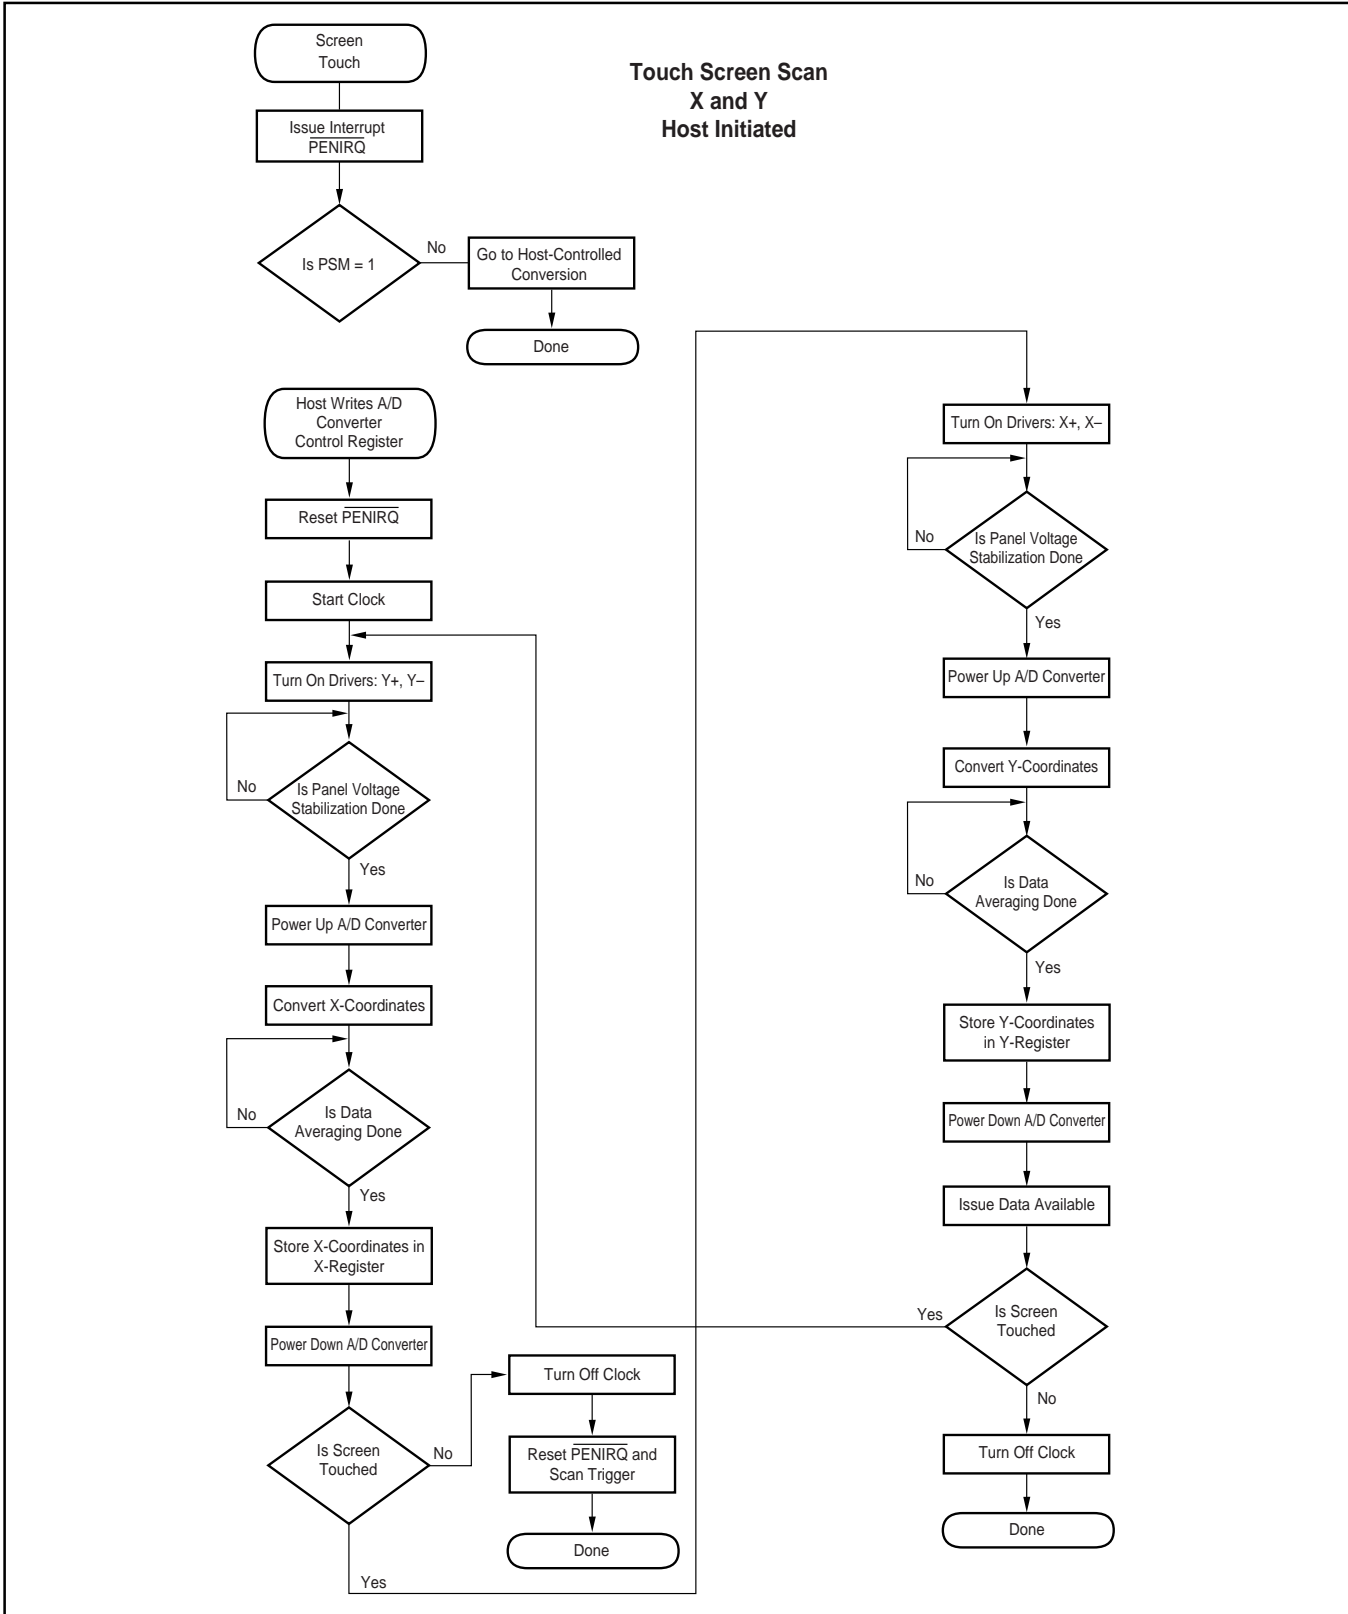 Screen
Touch
Touch Screen Scan
X and Y
Host Initiated
Issue Interrupt
PENIRQ
Is PSM = 1
No
Go to Host-Controlled
Conversion
Done
Host Writes A/D
Converter
Control Register
Reset PENIRQ
Start Clock
Turn On Drivers: Y+, Y–
No
Is Panel Voltage
Stabilization Done
Yes
Power Up A/D Converter
Convert X-Coordinates
No
Is Data
Averaging Done
Yes
Store X-Coordinates in
X-Register
Power Down A/D Converter
Is Screen
Touched
No
Turn Off Clock
Reset PENIRQ and
Scan Trigger
Done
Yes
Turn On Drivers: X+, X–
No
Is Panel Voltage
Stabilization Done
Yes
Power Up A/D Converter
Convert Y-Coordinates
No
Is Data
Averaging Done
Yes
Store Y-Coordinates
in Y-Register
Power Down A/D Converter
Issue Data Available
Yes
Is Screen
Touched
No
Turn Off Clock
Done